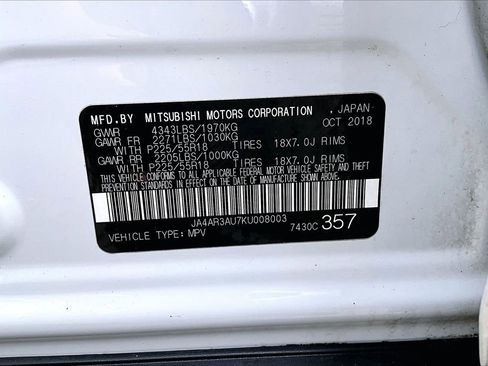 MFD.BY MITSUBISHI MOTORS CORPORATION , JAPAN
GVWR 4343LBS/1970KG OCT 2018
GAWR FR 2271LBS/1030KG
WITH P225/55R18 TIRES 18X7.0J RIMS
GAWR RR 2205LBS/1000KG
WITH P225/55R18 TIRES 18X7.0J RIMS
THIS VEHICLE CONFORMS TO ALL APPLICABLE FEDERAL MOTOR VEHICLE SAFETY AND THEFT
PREVENTION STANDARDS IN EFFECT ON THE DATE OF MANUFACTURE SHOWN ABOVE.
JA4AR3AU7KU008003
VEHICLE TYPE: MPV 7430C 357